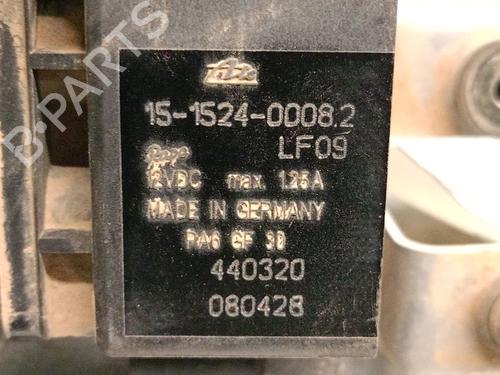 B-PARTS
ate
15-1524-0008.2
LF09
12VDC max. 1.25A
MADE IN GERMANY
PA6 GF 30
440320
080428